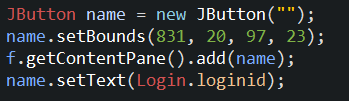 JButton name = new JButton("");
name.setBounds(831, 20, 97, 23);
f.getContentPane().add(name);
name.setText(Login.loginid);